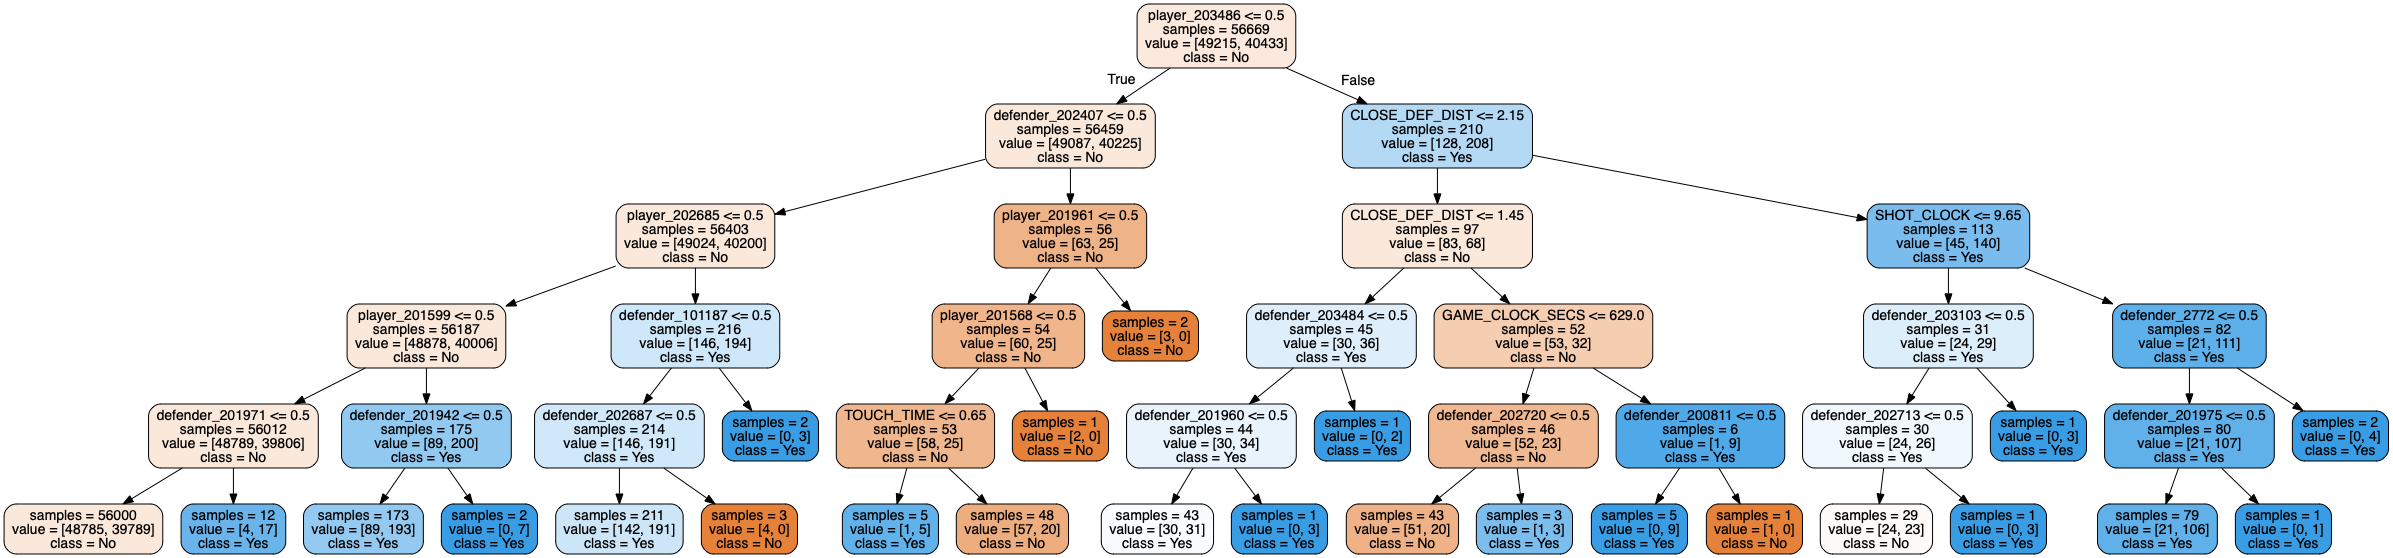 player_203486 <= 0.5
samples = 56669
value = [49215, 40433]
class = No
True
False
defender_202407 <= 0.5
samples = 56459
value = [49087, 40225]
class = No
CLOSE_DEF_DIST <= 2.15
samples = 210
value = [128, 208]
class = Yes
player_202685 <= 0.5
samples = 56403
value = [49024, 40200]
class = No
player_201961 <= 0.5
samples = 56
value = [63, 25]
class = No
CLOSE_DEF_DIST <= 1.45
samples = 97
value = [83, 68]
class = No
SHOT_CLOCK <= 9.65
samples = 113
value = [45, 140]
class = Yes
player_201599 <= 0.5
samples = 56187
value = [48878, 40006]
class = No
defender_101187 <= 0.5
samples = 216
value = [146, 194]
class = Yes
player_201568 <= 0.5
samples = 54
value = [60, 25]
class = No
samples = 2
value = [3, 0]
class = No
defender_203484 <= 0.5
samples = 45
value = [30, 36]
class = Yes
GAME_CLOCK_SECS <= 629.0
samples = 52
value = [53, 32]
class = No
defender_203103 <= 0.5
samples = 31
value = [24, 29]
class = Yes
defender_2772 <= 0.5
samples = 82
value = [21, 111]
class = Yes
defender_201971 <= 0.5
samples = 56012
value = [48789, 39806]
class = No
defender_201942 <= 0.5
samples = 175
value = [89, 200]
class = Yes
defender_202687 <= 0.5
samples = 214
value = [146, 191]
class = Yes
samples = 2
value = [0, 3]
class = Yes
TOUCH_TIME <= 0.65
samples = 53
value = [58, 25]
class = No
samples = 1
value = [2, 0]
class = No
defender_201960 <= 0.5
samples = 44
value = [30, 34]
class = Yes
samples = 1
value = [0, 2]
class = Yes
defender_202720 <= 0.5
samples = 46
value = [52, 23]
class = No
defender_200811 <= 0.5
samples = 6
value = [1, 9]
class = Yes
defender_202713 <= 0.5
samples = 30
value = [24, 26]
class = Yes
samples = 1
value = [0, 3]
class = Yes
defender_201975 <= 0.5
samples = 80
value = [21, 107]
class = Yes
samples = 2
value = [0, 4]
class = Yes
samples = 56000
value = [48785, 39789]
class = No
samples = 12
value = [4, 17]
class = Yes
samples = 173
value = [89, 193]
class = Yes
samples = 2
value = [0, 7]
class = Yes
samples = 211
value = [142, 191]
class = Yes
samples = 3
value = [4, 0]
class = No
samples = 5
value = [1, 5]
class = Yes
samples = 48
value = [57, 20]
class = No
samples = 43
value = [30, 31]
class = Yes
samples = 1
value = [0, 3]
class = Yes
samples = 43
value = [51, 20]
class = No
samples = 3
value = [1, 3]
class = Yes
samples = 5
value = [0, 9]
class = Yes
samples = 1
value = [1, 0]
class = No
samples = 29
value = [24, 23]
class = No
samples = 1
value = [0, 3]
class = Yes
samples = 79
value = [21, 106]
class = Yes
samples = 1
value = [0, 1]
class = Yes